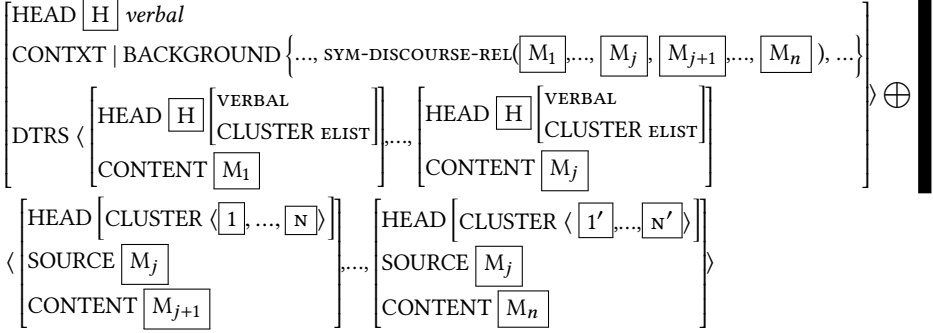 HEAD H verbal
CONTXT | BACKGROUND {..., SYM-DISCOURSE-REL( M₁ ,..., Mⱼ , Mⱼ₊₁ ,..., Mₙ ), ...}
DTRS ⟨ [HEAD H [VERBAL CLUSTER ELIST] CONTENT M₁ ],..., [HEAD H [VERBAL CLUSTER ELIST] CONTENT Mⱼ ] ⟩ ⊕
⟨ [HEAD [CLUSTER ⟨ 1 , ..., N ⟩] SOURCE Mⱼ CONTENT Mⱼ₊₁ ],..., [HEAD [CLUSTER ⟨ 1′ ,..., N′ ⟩] SOURCE Mⱼ CONTENT Mₙ ] ⟩